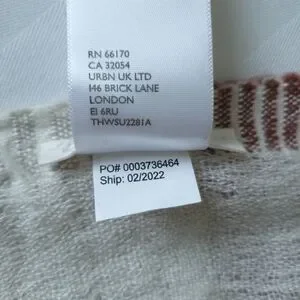 RN 66170
CA 32054
URBN UK LTD
146 BRICK LANE
LONDON
E1 6RU
THWSU2281A
PO# 0003736464
Ship: 02/2022